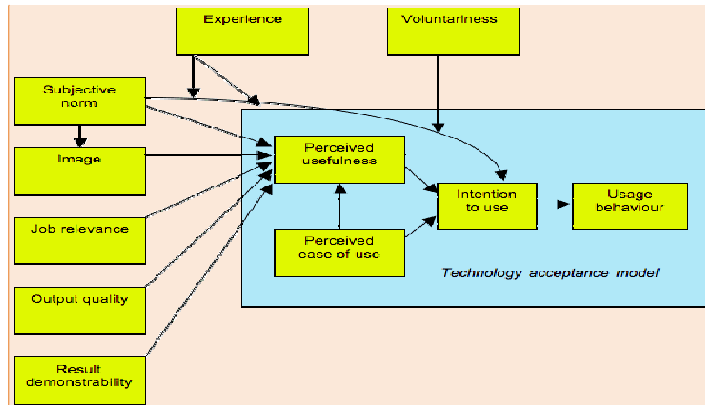 Experience
Voluntariness
Subjective
norm
Image
Job relevance
Output quality
Result
demonstrability
Perceived
usefulness
Perceived
ease of use
Intention
to use
Usage
behaviour
Technology acceptance model